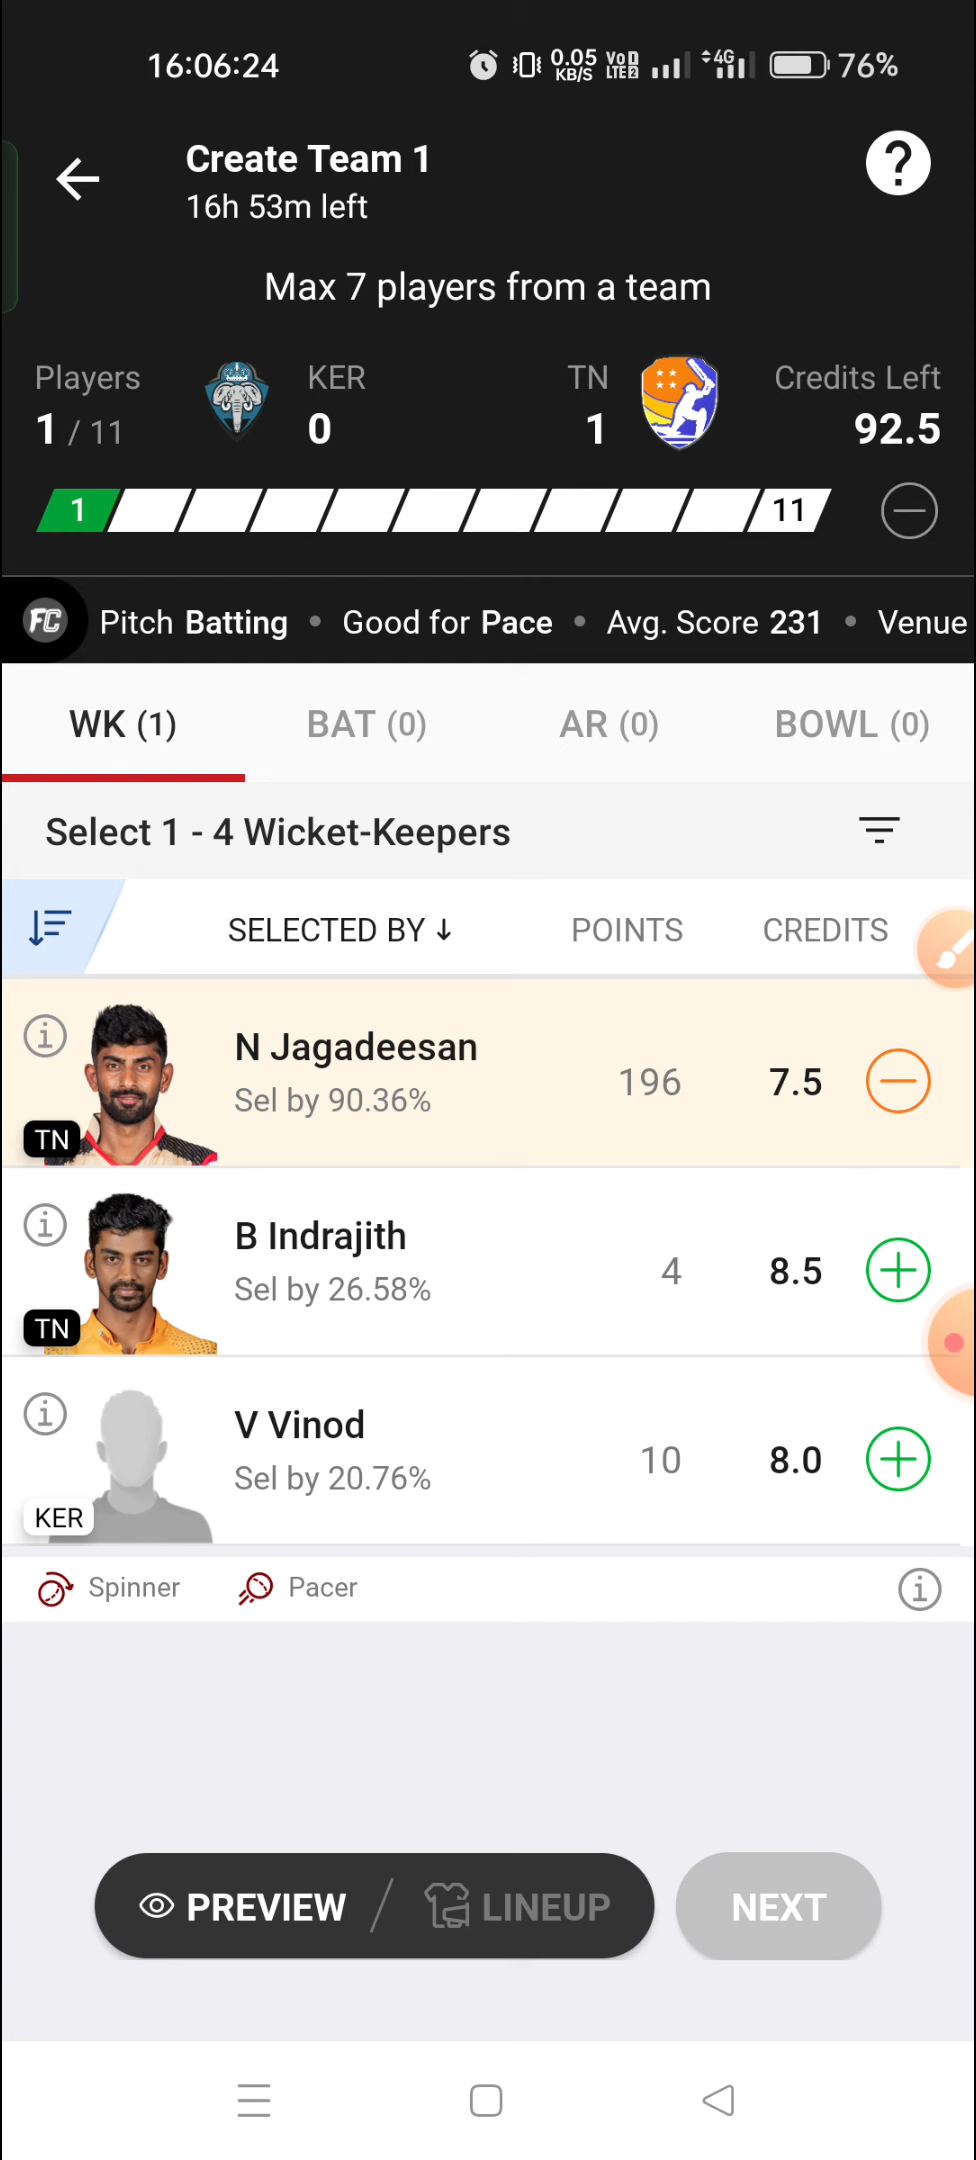 16:06:24 0.05 KB/S VoD LTE2 4G 76%
Create Team 1
16h 53m left
?
Max 7 players from a team
Players KER TN Credits Left
1 / 11 0 1 92.5
1 11
FC Pitch Batting • Good for Pace • Avg. Score 231 • Venue
WK (1) BAT (0) AR (0) BOWL (0)
Select 1 - 4 Wicket-Keepers
SELECTED BY ↓ POINTS CREDITS
N Jagadeesan
Sel by 90.36% 196 7.5
TN
B Indrajith
Sel by 26.58% 4 8.5
TN
V Vinod
Sel by 20.76% 10 8.0
KER
Spinner Pacer
PREVIEW / LINEUP NEXT